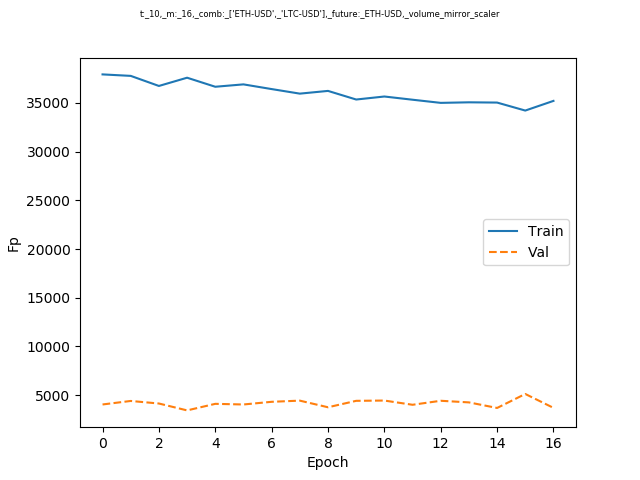 t:_10,_m:_16,_comb:_['ETH-USD',_'LTC-USD'],_future:_ETH-USD,_volume_mirror_scaler
35000
30000
25000
20000
15000
10000
5000
Fp
Train
Val
0 2 4 6 8 10 12 14 16
Epoch